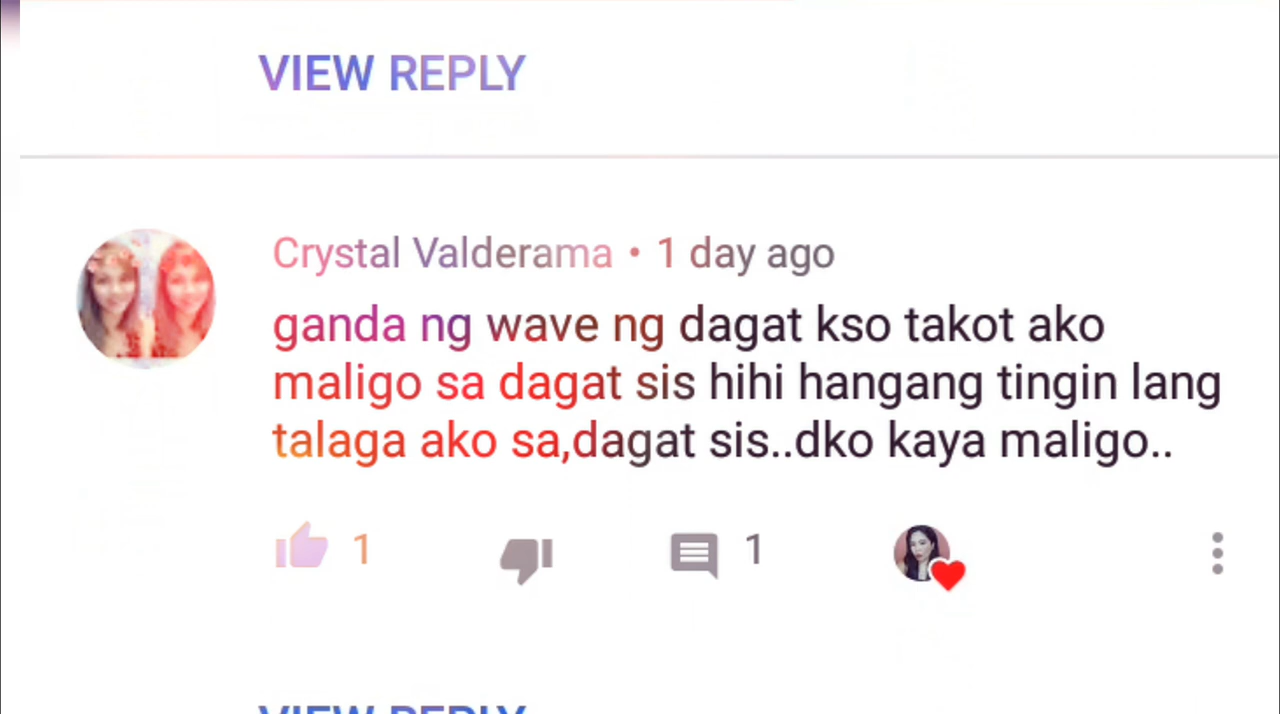 VIEW REPLY
Crystal Valderama • 1 day ago
ganda ng wave ng dagat kso takot ako
maligo sa dagat sis hihi hangang tingin lang
talaga ako sa,dagat sis..dko kaya maligo..
1 1
VIEW REPLY